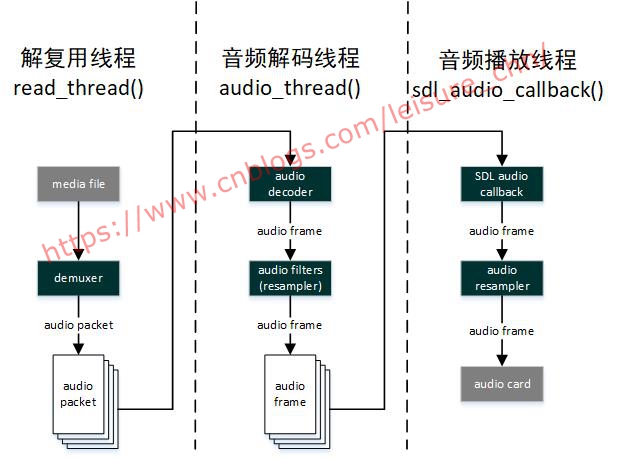 解复用线程
read_thread()
media file
demuxer
audio packet
audio
packet
音频解码线程
audio_thread()
audio
decoder
audio frame
audio filters
(resampler)
audio frame
audio
frame
音频播放线程
sdl_audio_callback()
SDL audio
callback
audio frame
audio
resampler
audio frame
audio card
https://www.cnblogs.com/leisure_chn/